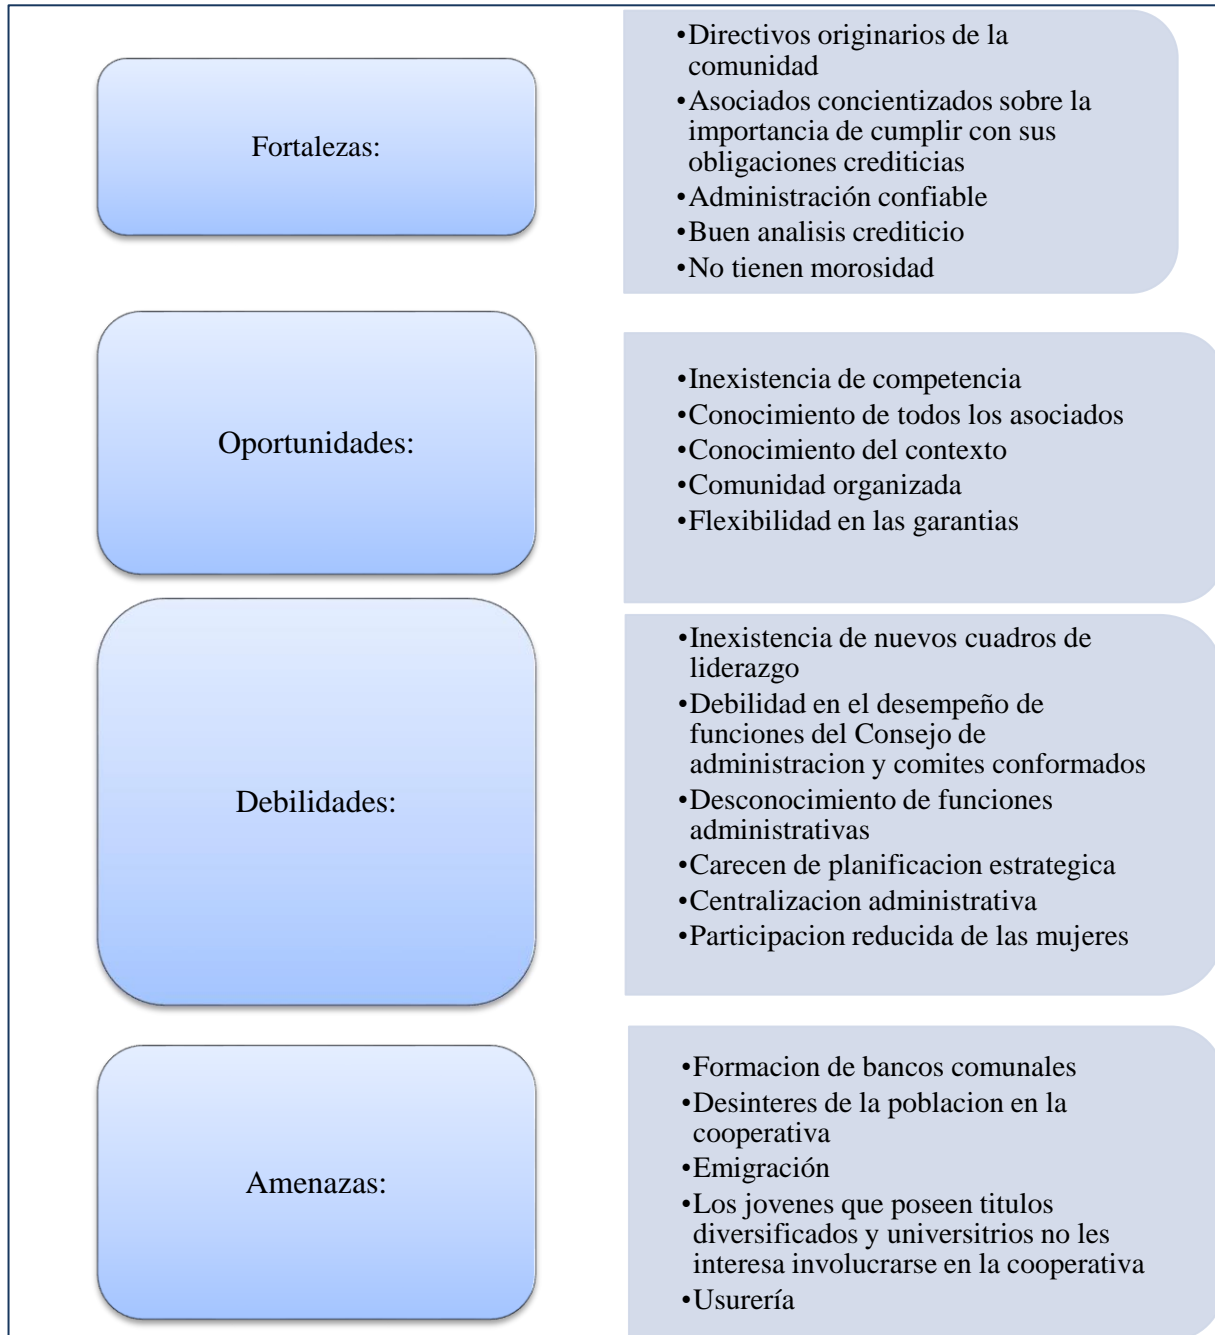 Fortalezas:
•Directivos originarios de la
comunidad
•Asociados concientizados sobre la
importancia de cumplir con sus
obligaciones crediticias
•Administración confiable
•Buen analisis crediticio
•No tienen morosidad
Oportunidades:
•Inexistencia de competencia
•Conocimiento de todos los asociados
•Conocimiento del contexto
•Comunidad organizada
•Flexibilidad en las garantias
Debilidades:
•Inexistencia de nuevos cuadros de
liderazgo
•Debilidad en el desempeño de
funciones del Consejo de
administracion y comites conformados
•Desconocimiento de funciones
administrativas
•Carecen de planificacion estrategica
•Centralizacion administrativa
•Participacion reducida de las mujeres
Amenazas:
•Formacion de bancos comunales
•Desinteres de la poblacion en la
cooperativa
•Emigración
•Los jovenes que poseen titulos
diversificados y universitrios no les
interesa involucrarse en la cooperativa
•Usurería